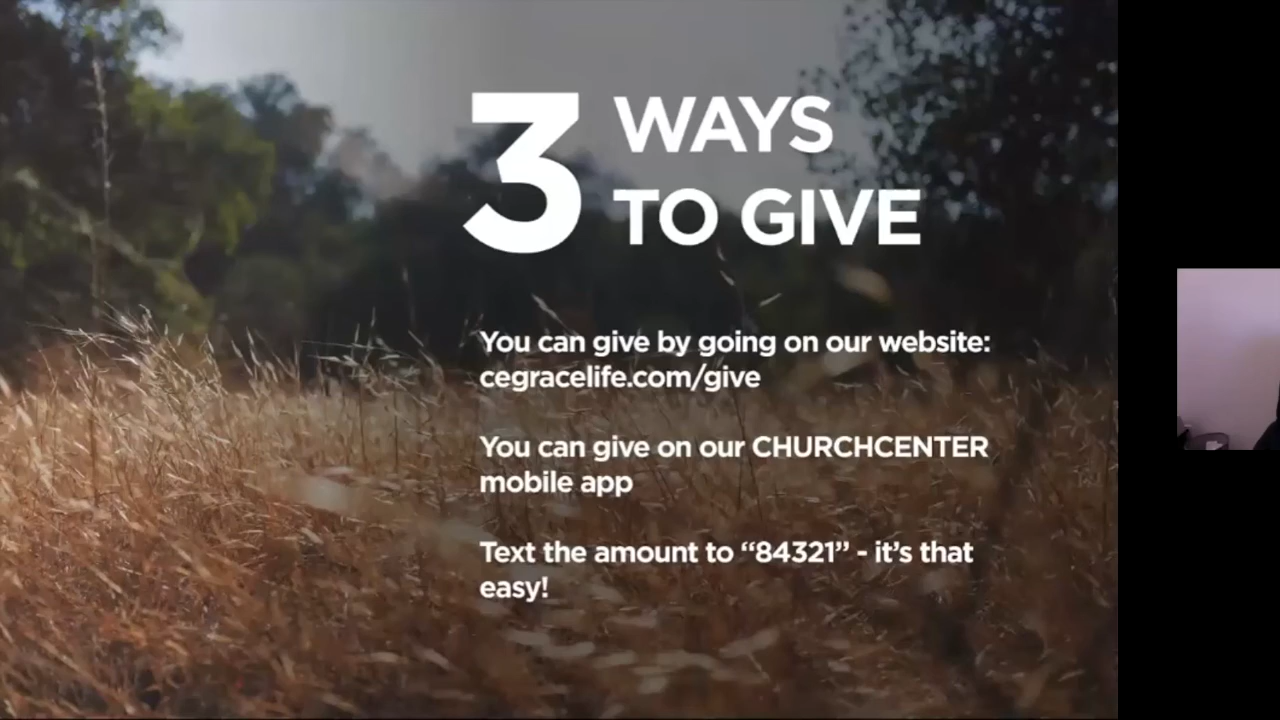 3 WAYS
TO GIVE
You can give by going on our website:
cegracelife.com/give
You can give on our CHURCHCENTER
mobile app
Text the amount to “84321” - it’s that
easy!